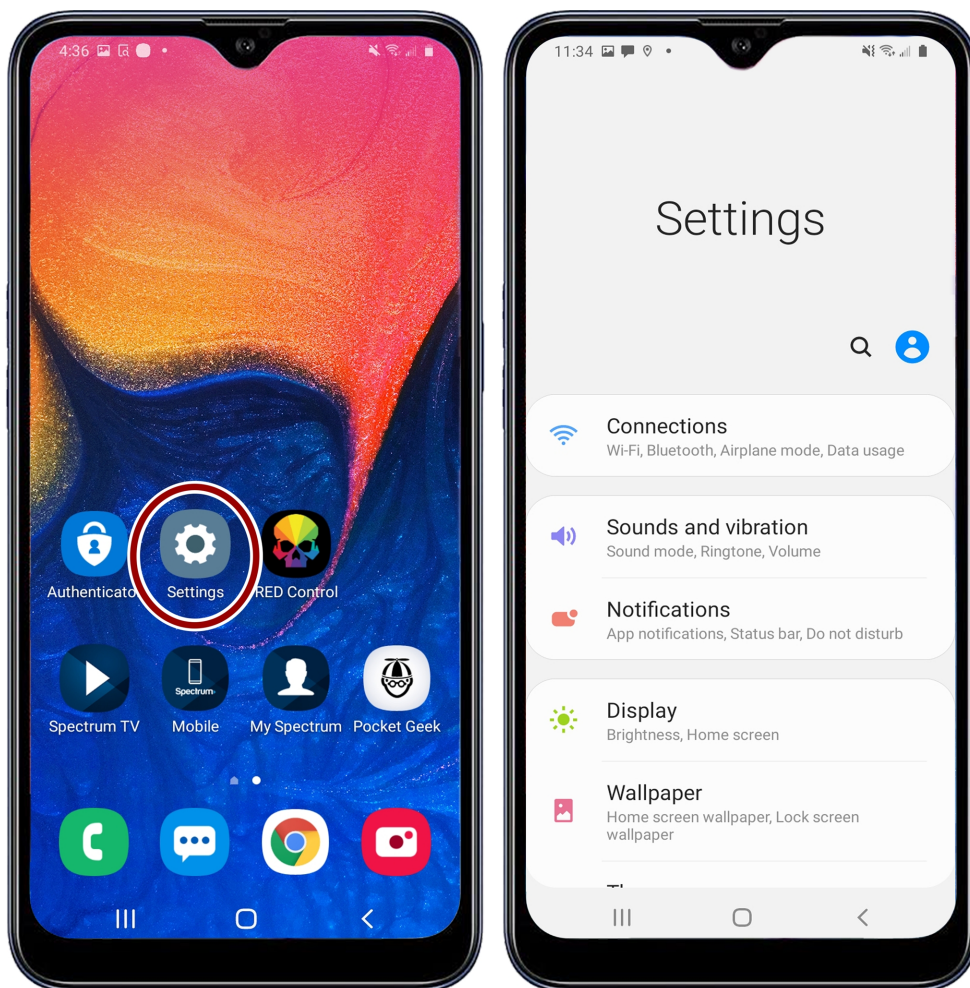 4:36
Authenticato
Settings
RED Control
Spectrum
Spectrum TV
Mobile
My Spectrum
Pocket Geek
11:34
Settings
Connections
Wi-Fi, Bluetooth, Airplane mode, Data usage
Sounds and vibration
Sound mode, Ringtone, Volume
Notifications
App notifications, Status bar, Do not disturb
Display
Brightness, Home screen
Wallpaper
Home screen wallpaper, Lock screen
wallpaper